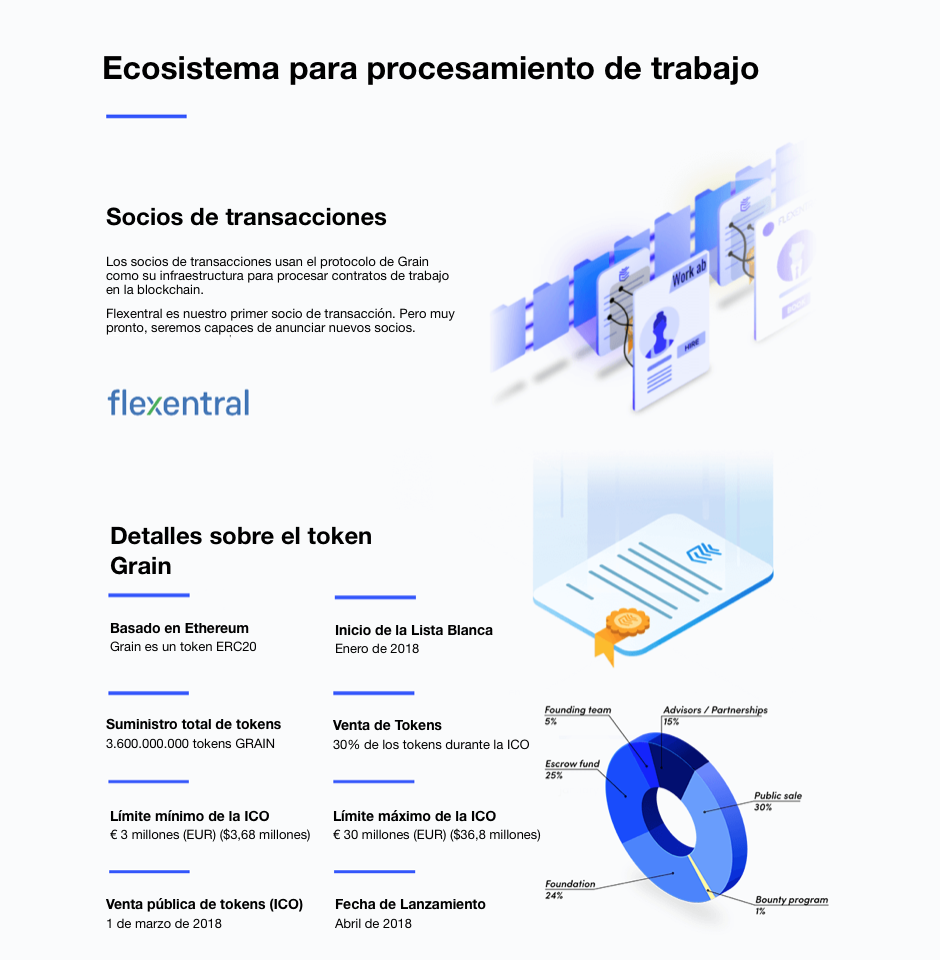 Ecosistema para procesamiento de trabajo
Socios de transacciones
Los socios de transacciones usan el protocolo de Grain
como su infraestructura para procesar contratos de trabajo
en la blockchain.
Flexentral es nuestro primer socio de transacción. Pero muy
pronto, seremos capaces de anunciar nuevos socios.
flexentral
Work ab
HIRE
Detalles sobre el token
Grain
Basado en Ethereum
Grain es un token ERC20
Inicio de la Lista Blanca
Enero de 2018
Suministro total de tokens
3.600.000.000 tokens GRAIN
Venta de Tokens
30% de los tokens durante la ICO
Límite mínimo de la ICO
€ 3 millones (EUR) ($3,68 millones)
Límite máximo de la ICO
€ 30 millones (EUR) ($36,8 millones)
Venta pública de tokens (ICO)
1 de marzo de 2018
Fecha de Lanzamiento
Abril de 2018
Founding team
5%
Advisors / Partnerships
15%
Escrow fund
25%
Public sale
30%
Foundation
24%
Bounty program
1%